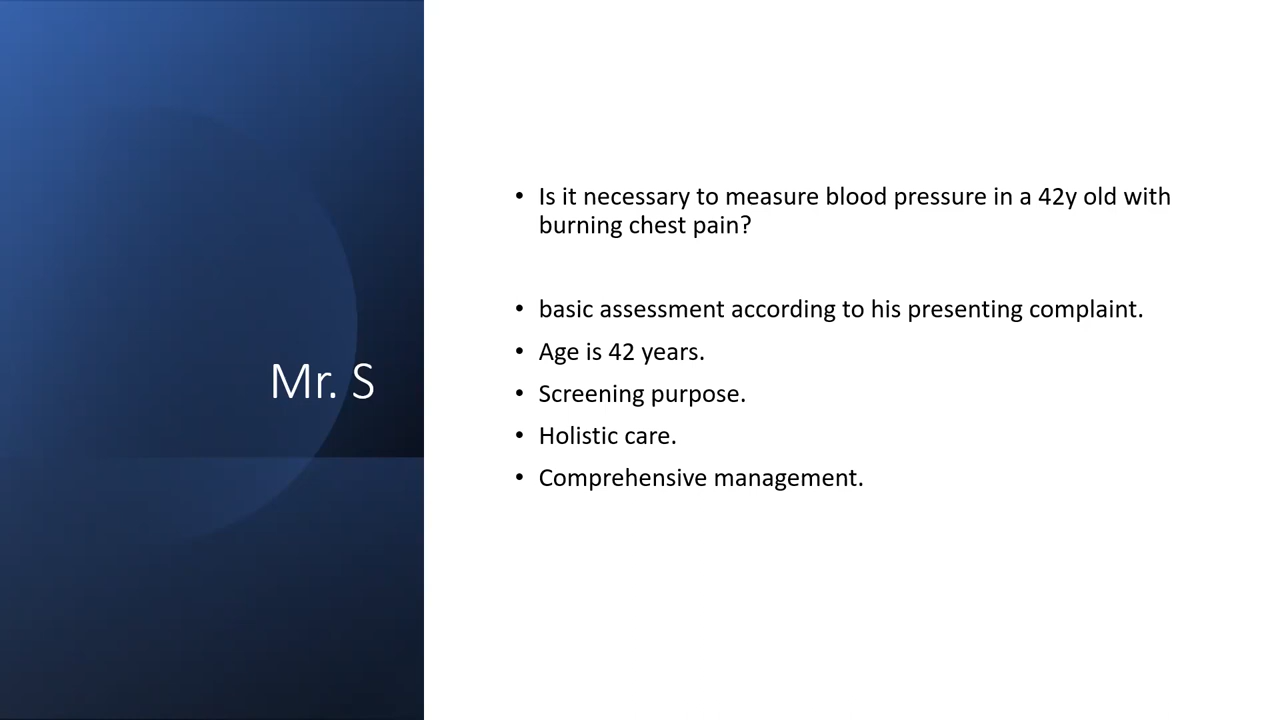 Mr. S
• Is it necessary to measure blood pressure in a 42y old with
burning chest pain?
• basic assessment according to his presenting complaint.
• Age is 42 years.
• Screening purpose.
• Holistic care.
• Comprehensive management.